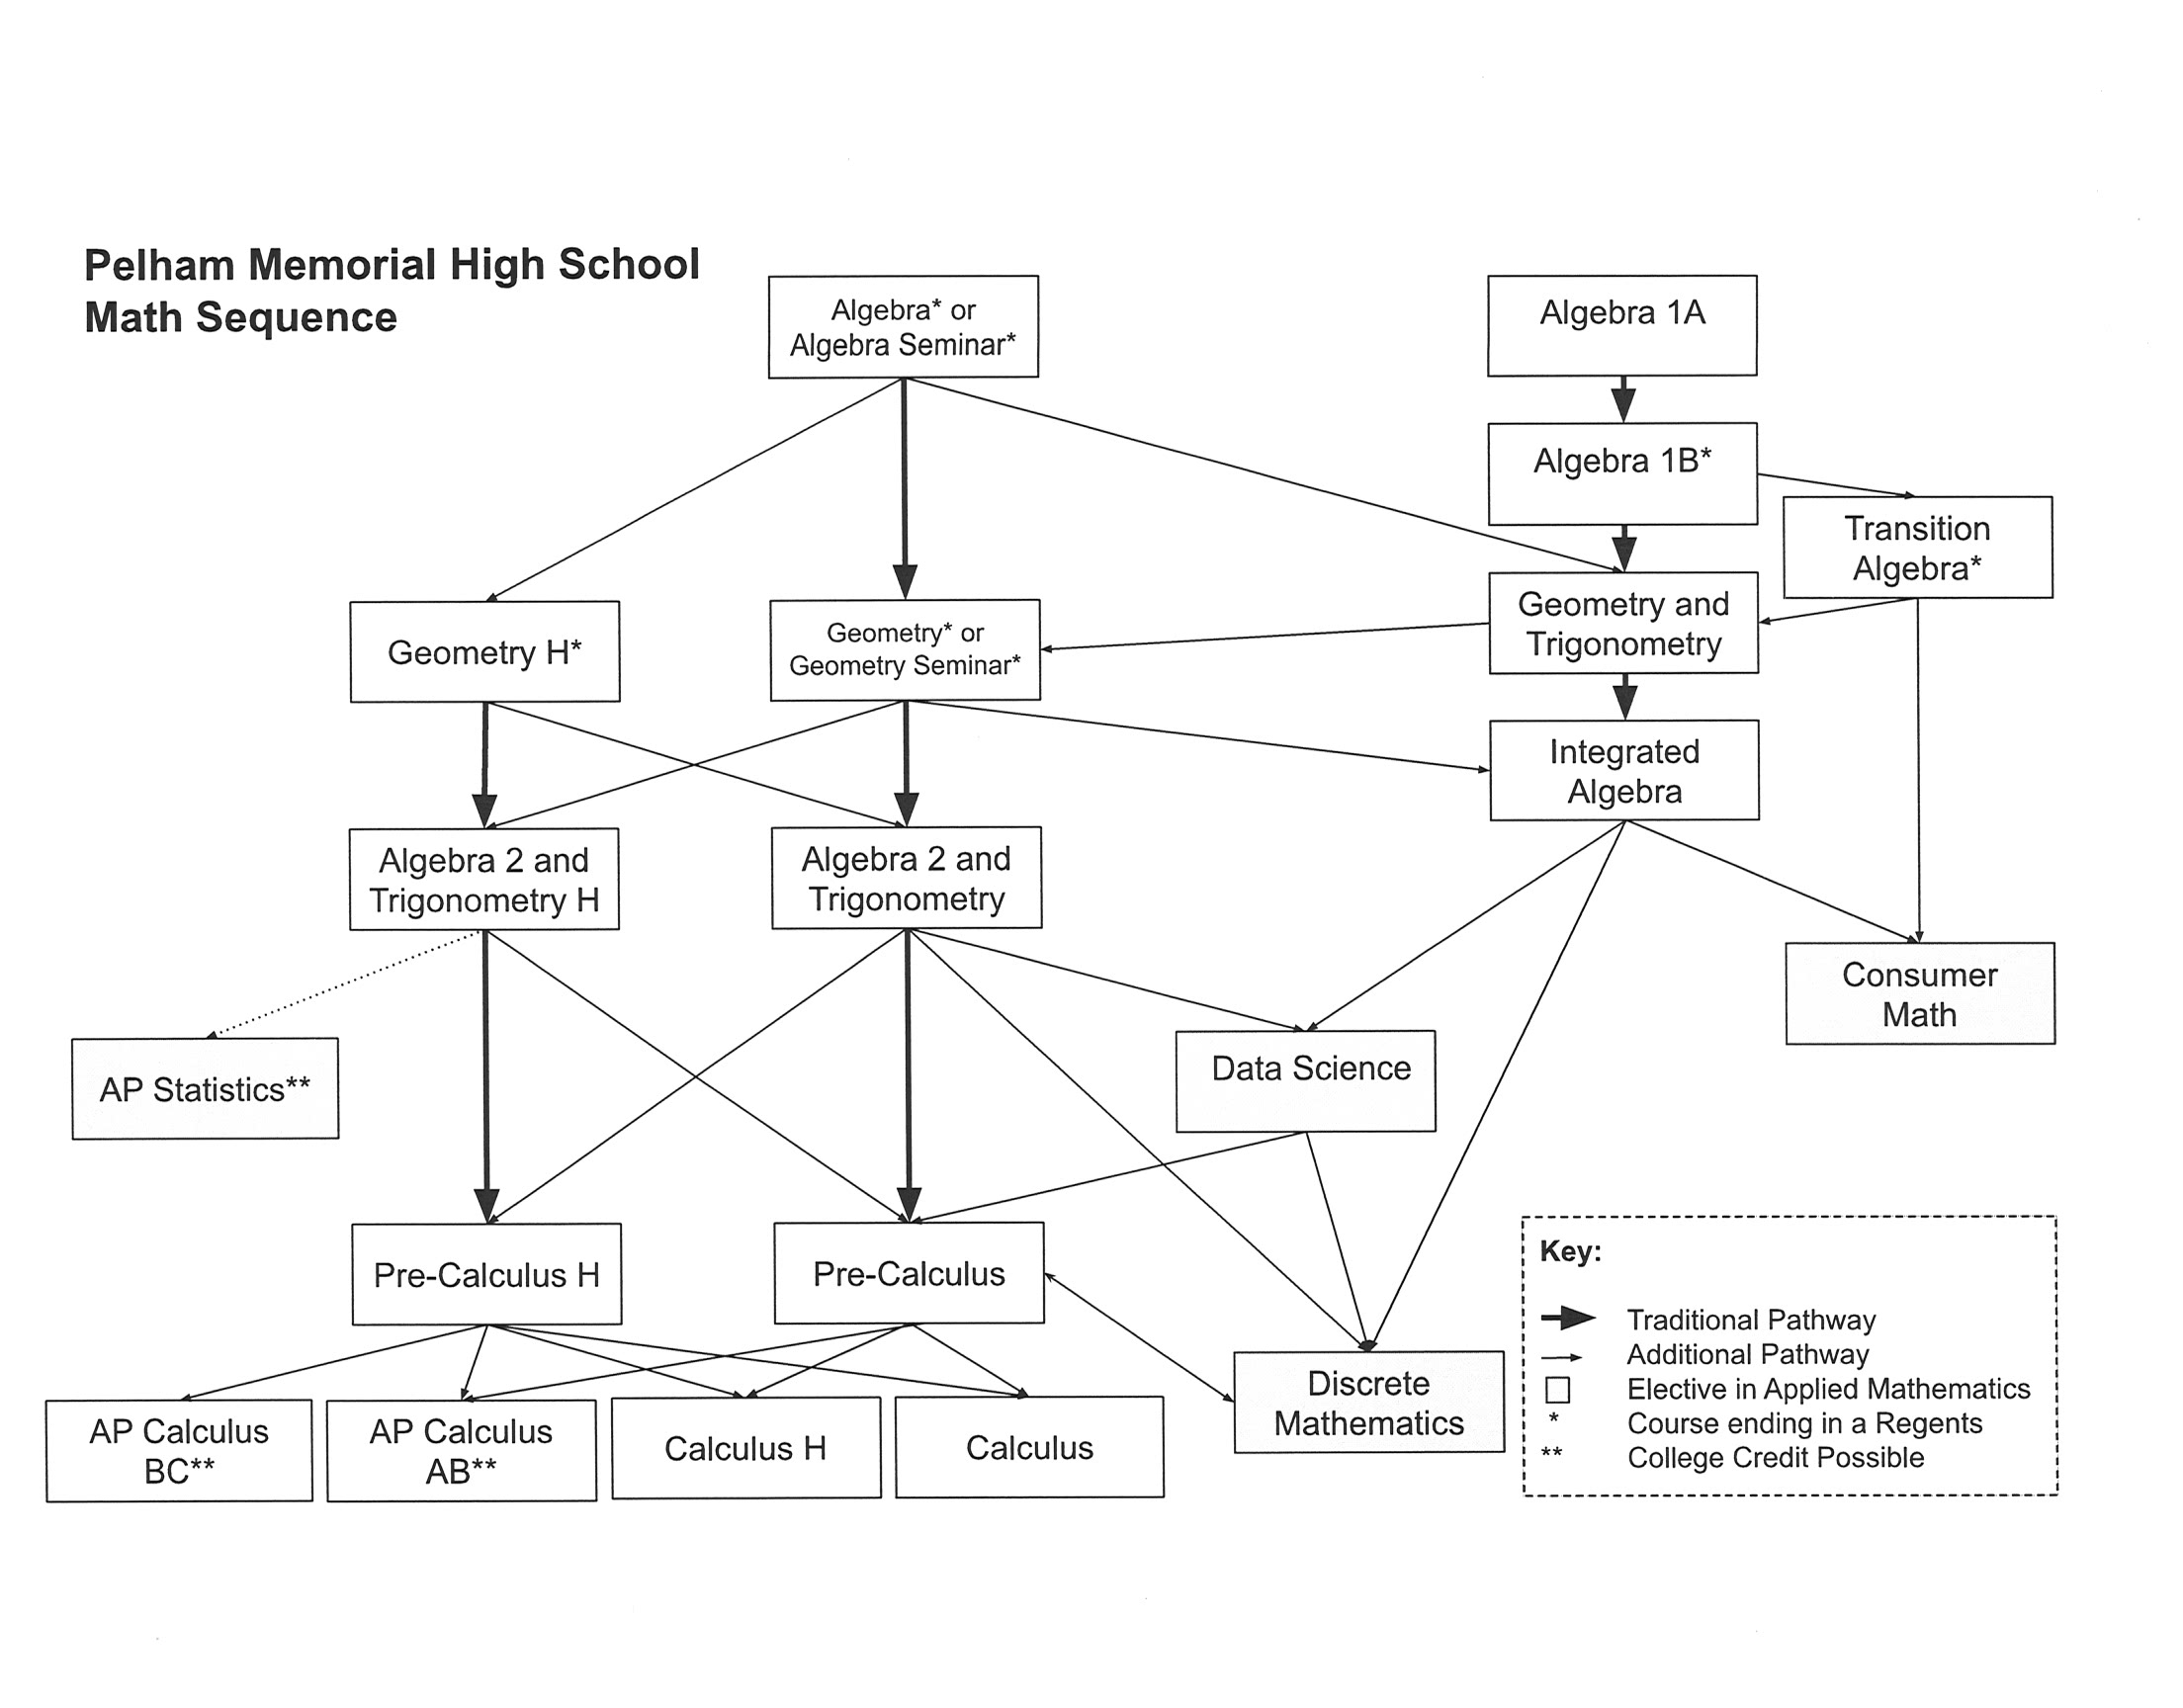 Pelham Memorial High School
Math Sequence
Algebra* or
Algebra Seminar*
Algebra 1A
Algebra 1B*
Transition
Algebra*
Geometry H*
Geometry* or
Geometry Seminar*
Geometry and
Trigonometry
Integrated
Algebra
Algebra 2 and
Trigonometry H
Algebra 2 and
Trigonometry
Consumer
Math
AP Statistics**
Data Science
Pre-Calculus H
Pre-Calculus
Discrete
Mathematics
AP Calculus
BC**
AP Calculus
AB**
Calculus H
Calculus
Key:
Traditional Pathway
Additional Pathway
Elective in Applied Mathematics
* Course ending in a Regents
** College Credit Possible